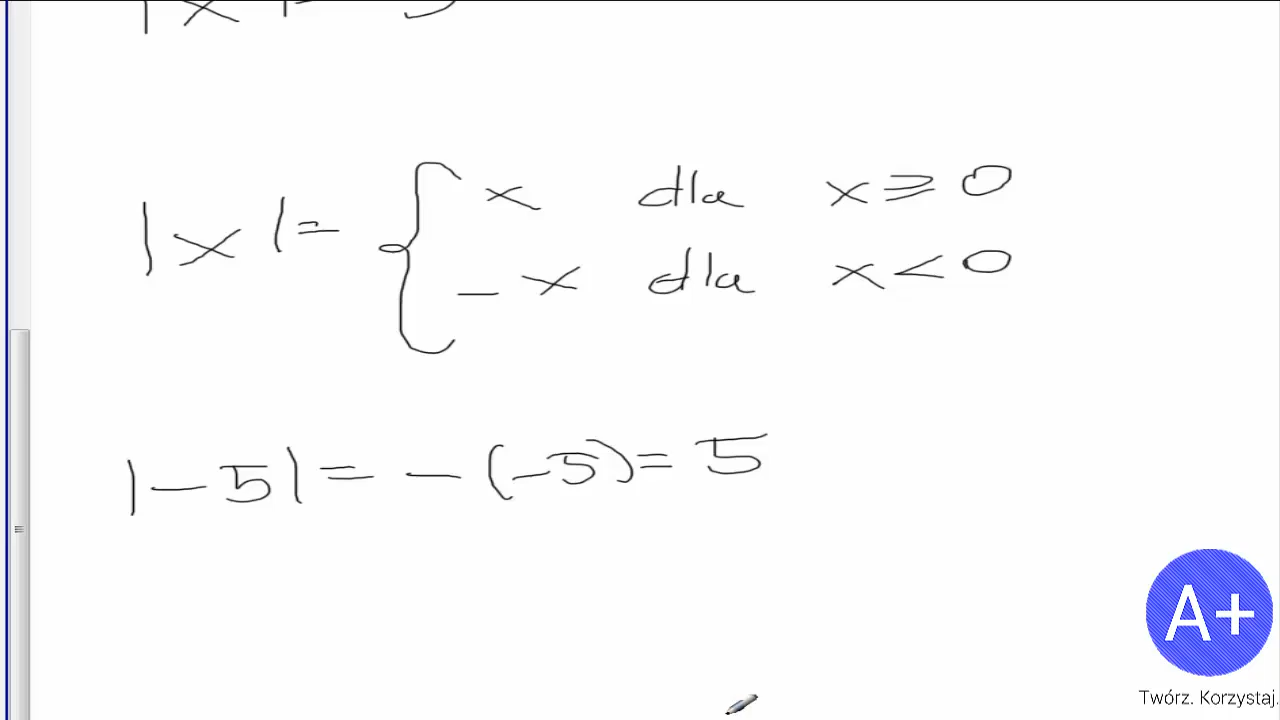 |x| = { x dla x ⩾ 0
- x dla x < 0
|-5| = - (-5) = 5
A+
Twórz. Korzystaj.